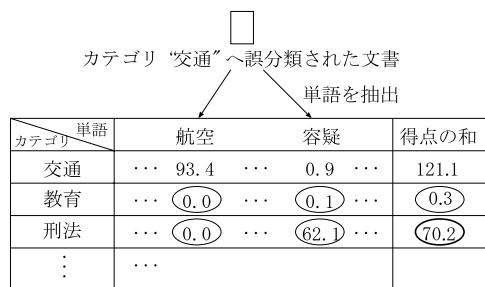 カテゴリ “交通” へ誤分類された文書
単語を抽出
単語 カテゴリ 航空 容疑 得点の和
交通 ··· 93.4 ··· 0.9 ··· 121.1
教育 ··· 0.0 ··· 0.1 ··· 0.3
刑法 ··· 0.0 ··· 62.1 ··· 70.2
⋮ ···